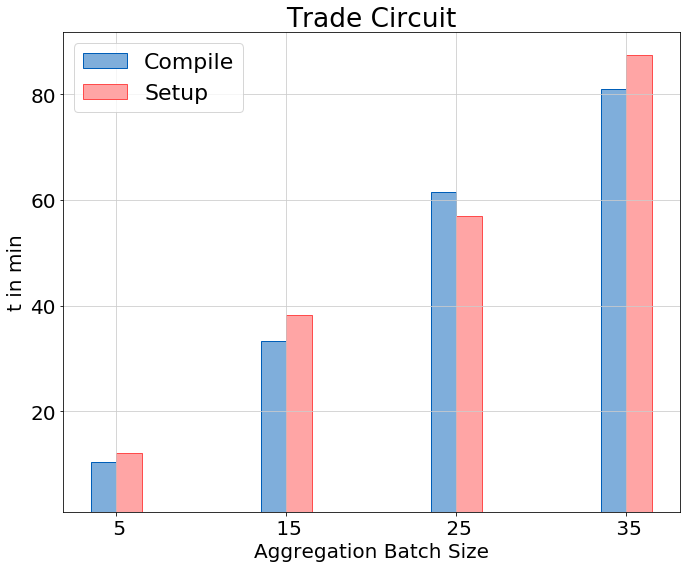 Trade Circuit
Compile
Setup
80
60
40
20
t in min
5 15 25 35
Aggregation Batch Size